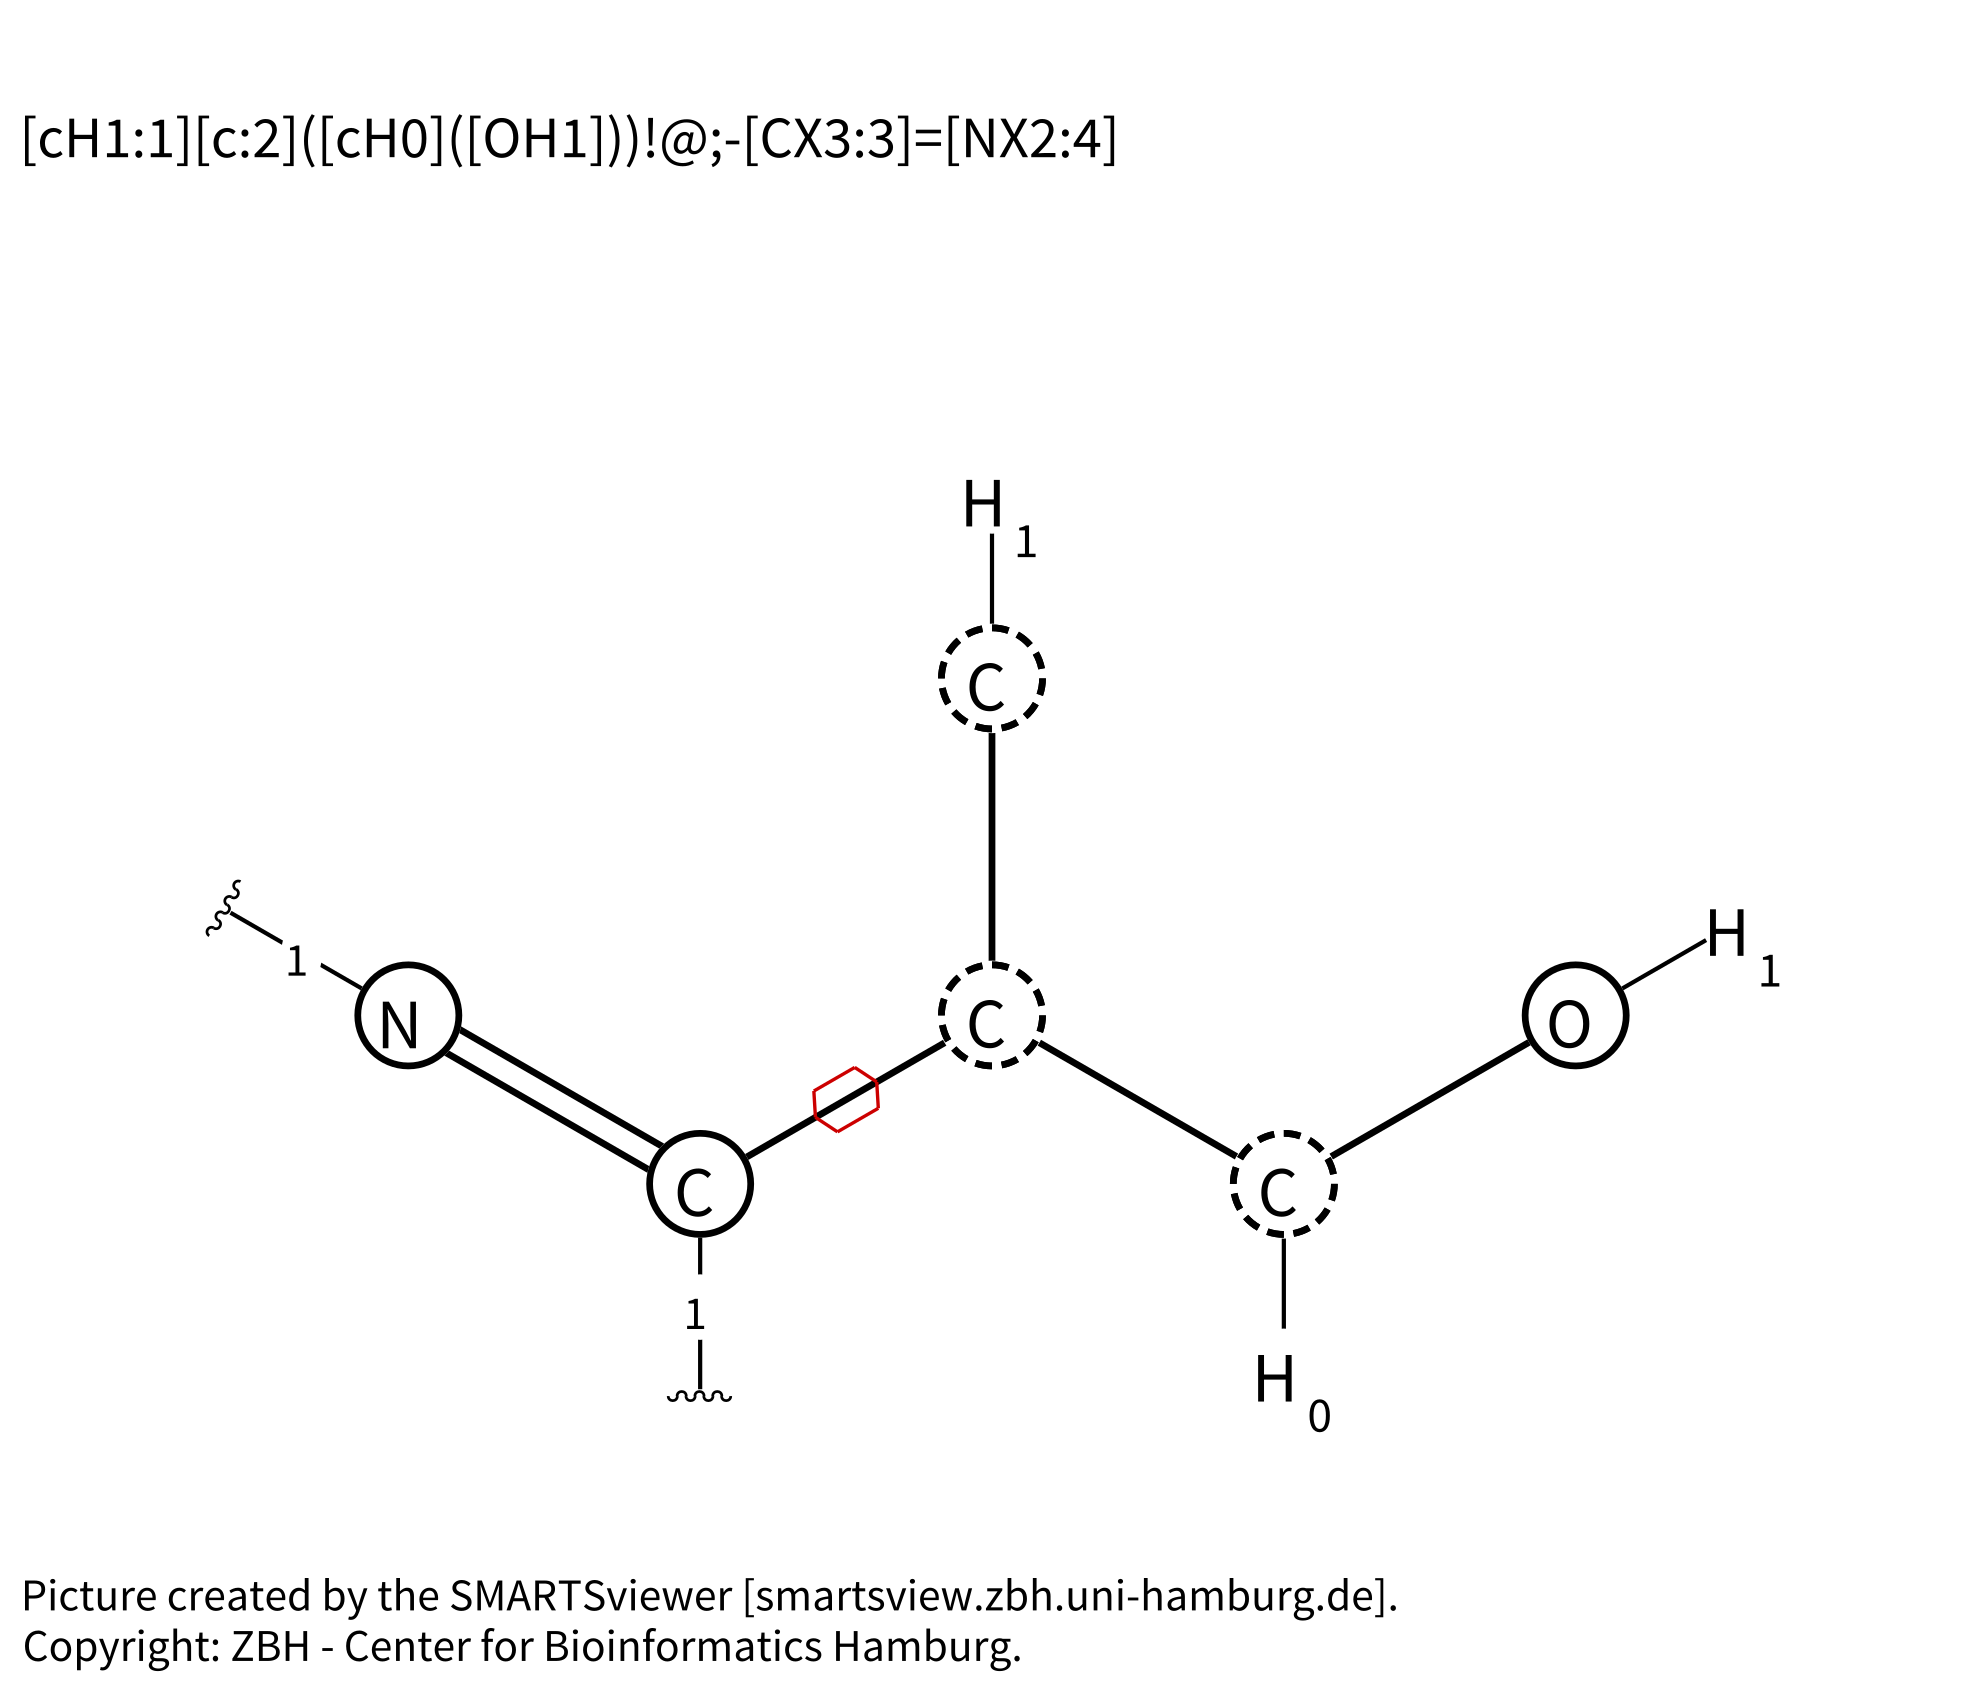 [cH1:1][c:2]([cH0]([OH1]))!@;-[CX3:3]=[NX2:4]
H 1
C
H 1
1
N
C
O
C
C
1
H 0
Picture created by the SMARTSviewer [smartsview.zbh.uni-hamburg.de].
Copyright: ZBH - Center for Bioinformatics Hamburg.